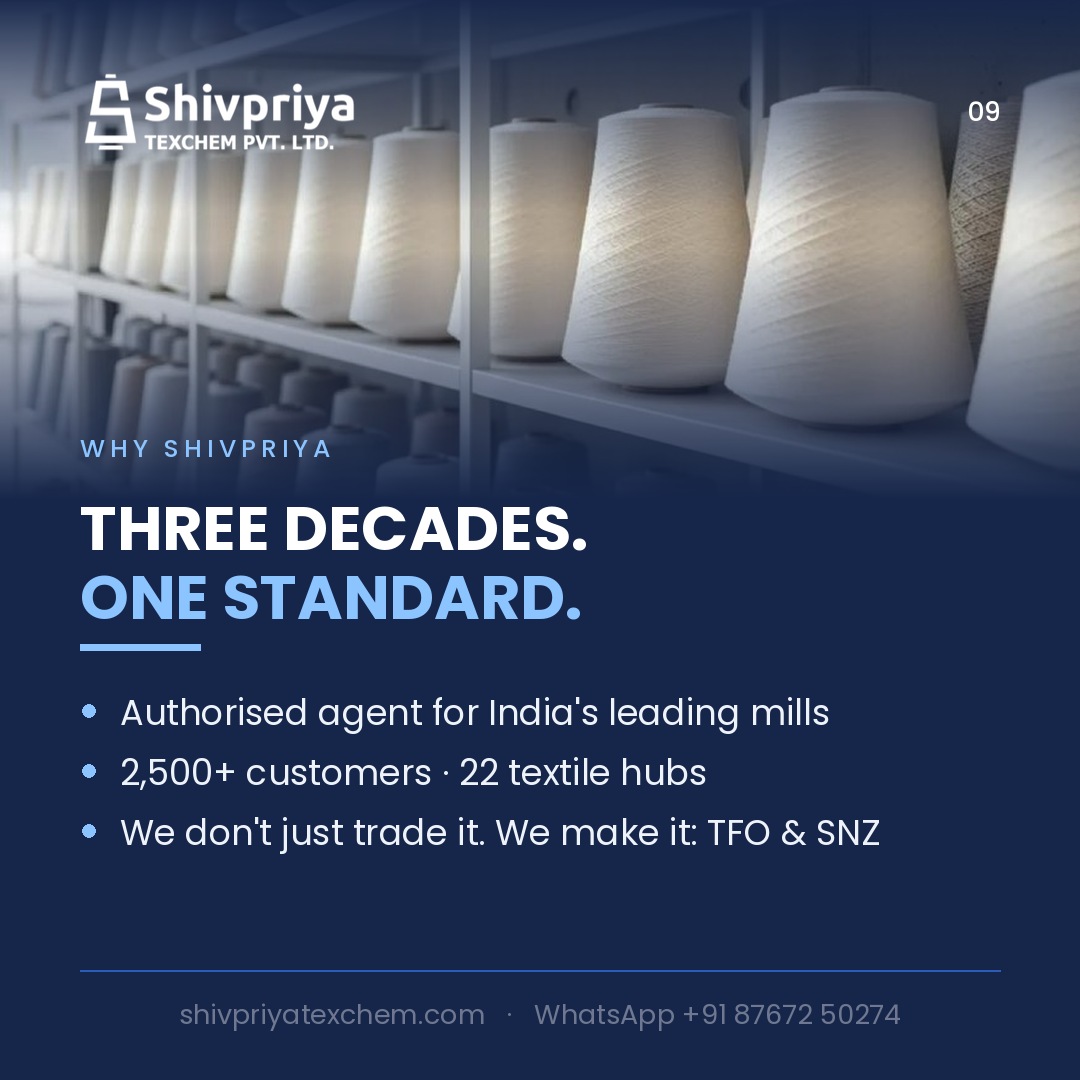 Shivpriya
TEXCHEM PVT. LTD.
09
WHY SHIVPRIYA
THREE DECADES.
ONE STANDARD.
• Authorised agent for India's leading mills
• 2,500+ customers · 22 textile hubs
• We don't just trade it. We make it: TFO & SNZ
shivpriyatexchem.com · WhatsApp +91 87672 50274